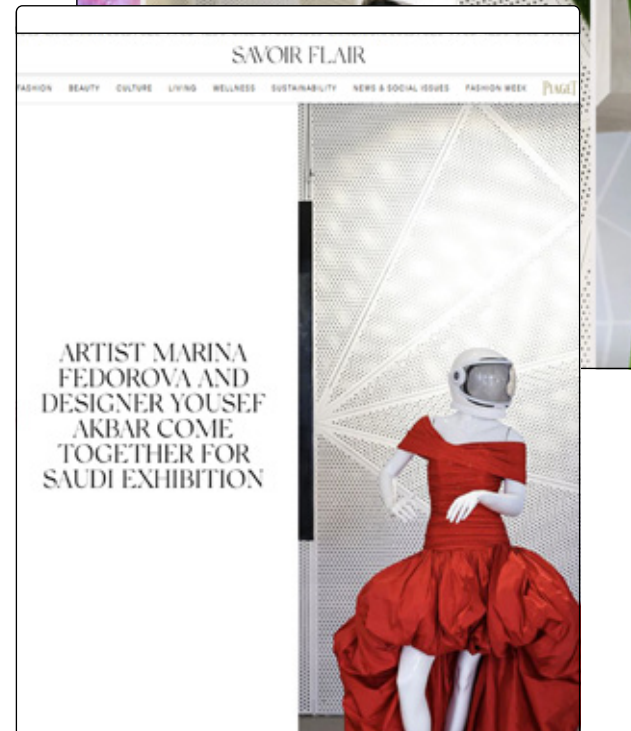 SAVOIR FLAIR
FASHION BEAUTY CULTURE LIVING WELLNESS SUSTAINABILITY NEWS & SOCIAL ISSUES FASHION WEEK PIAGET
ARTIST MARINA
FEDOROVA AND
DESIGNER YOUSEF
AKBAR COME
TOGETHER FOR
SAUDI EXHIBITION